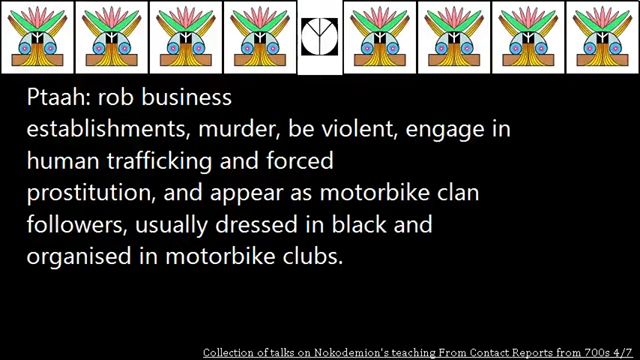 Ptaah: rob business
establishments, murder, be violent, engage in
human trafficking and forced
prostitution, and appear as motorbike clan
followers, usually dressed in black and
organised in motorbike clubs.
Collection of talks on Nokodemion's teaching From Contact Reports from 700s 4/7